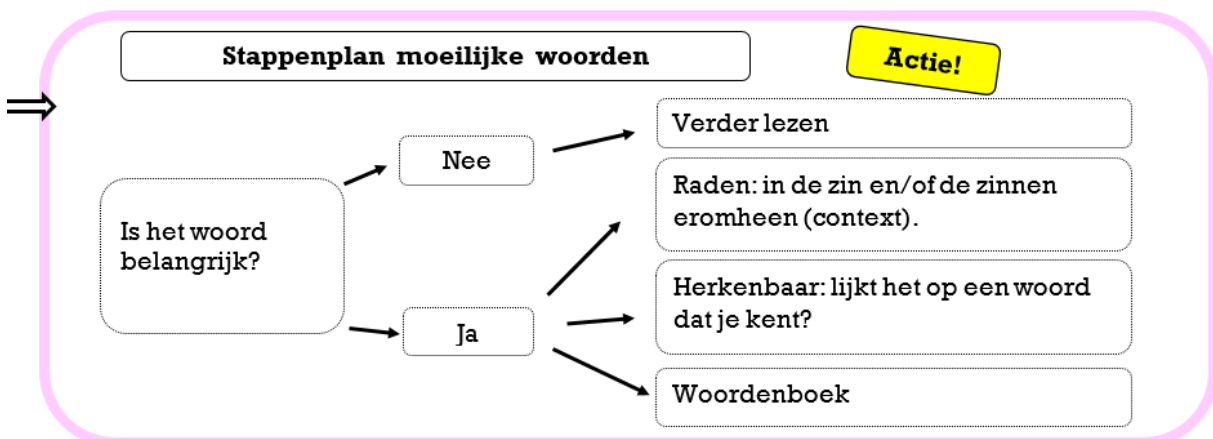 Stappenplan moeilijke woorden
Actie!
Is het woord
belangrijk?
Nee
Ja
Verder lezen
Raden: in de zin en/of de zinnen
eromheen (context).
Herkenbaar: lijkt het op een woord
dat je kent?
Woordenboek